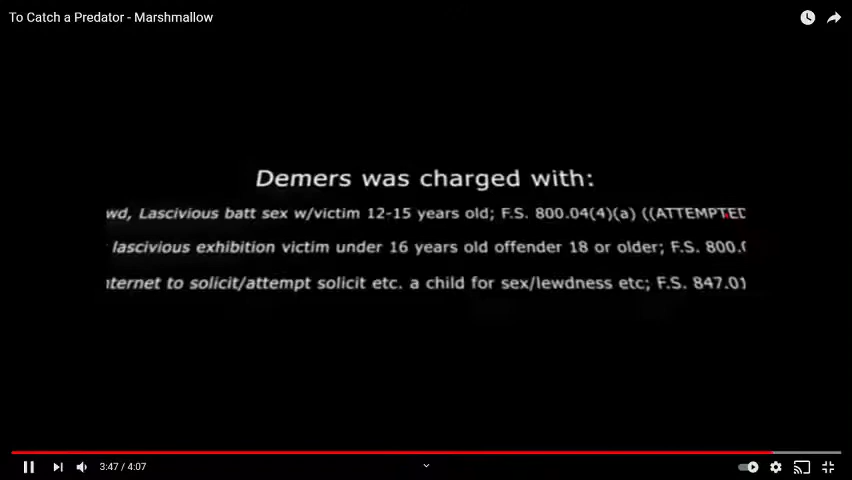 To Catch a Predator - Marshmallow
Demers was charged with:
wd, Lascivious batt sex w/victim 12-15 years old; F.S. 800.04(4)(a) ((ATTEMPTED
lascivious exhibition victim under 16 years old offender 18 or older; F.S. 800.
nternet to solicit/attempt solicit etc. a child for sex/lewdness etc; F.S. 847.01
3:47 / 4:07